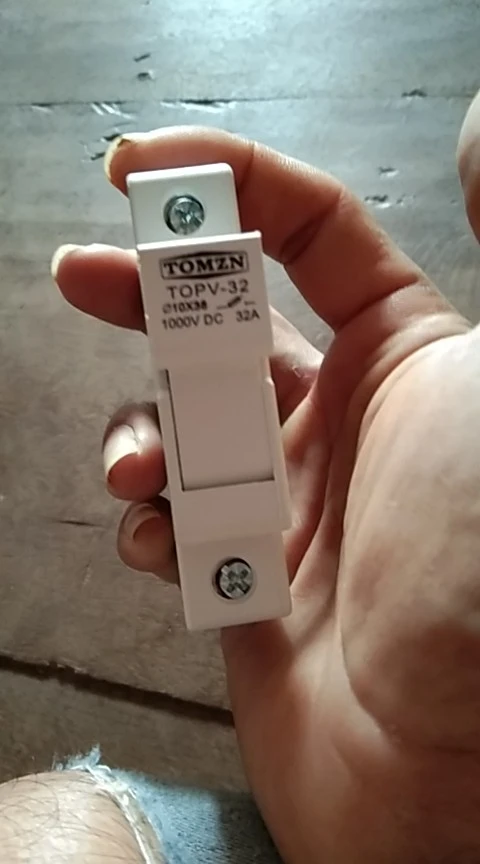 TOMZN
TOPV-32
Ø10X38
1000V DC 32A